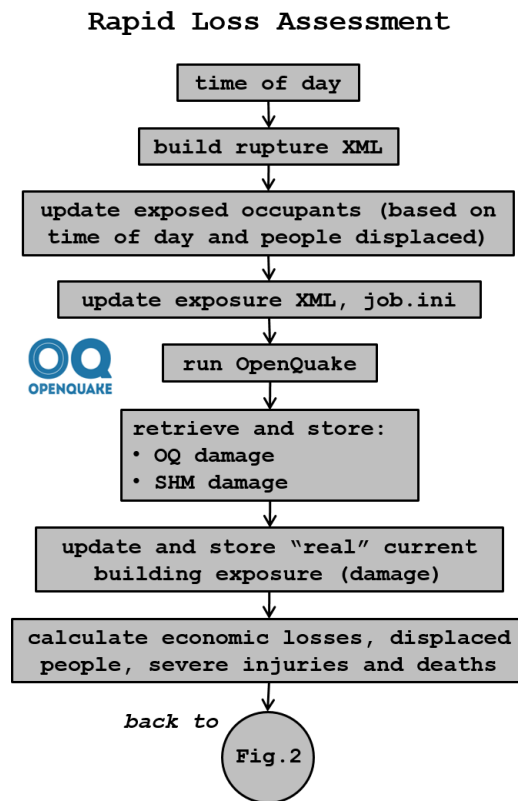 Rapid Loss Assessment
time of day
build rupture XML
update exposed occupants (based on
time of day and people displaced)
update exposure XML, job.ini
OQ
OPENQUAKE
run OpenQuake
retrieve and store:
• OQ damage
• SHM damage
update and store “real” current
building exposure (damage)
calculate economic losses, displaced
people, severe injuries and deaths
back to
Fig.2